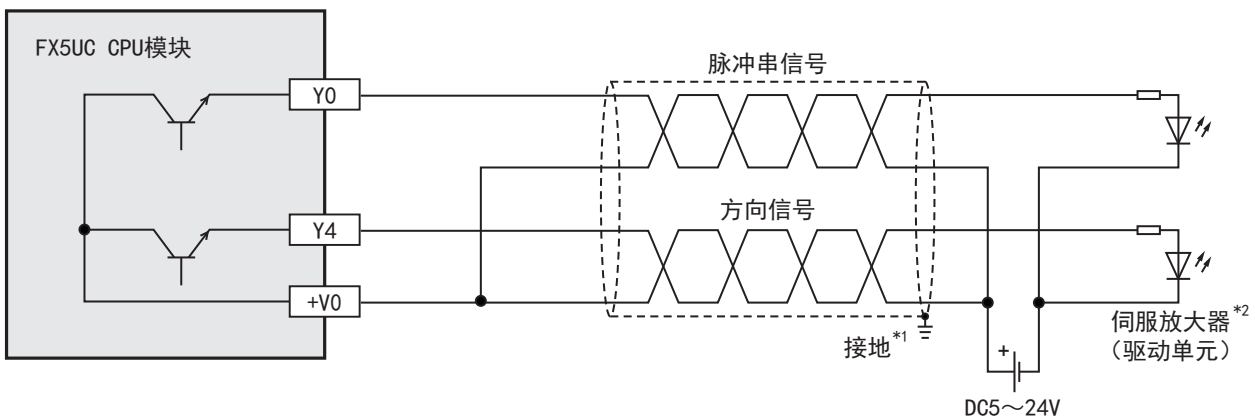 FX5UC CPU模块
脉冲串信号
Y0
方向信号
Y4
+V0
接地*1
伺服放大器*2
（驱动单元）
+
DC5～24V